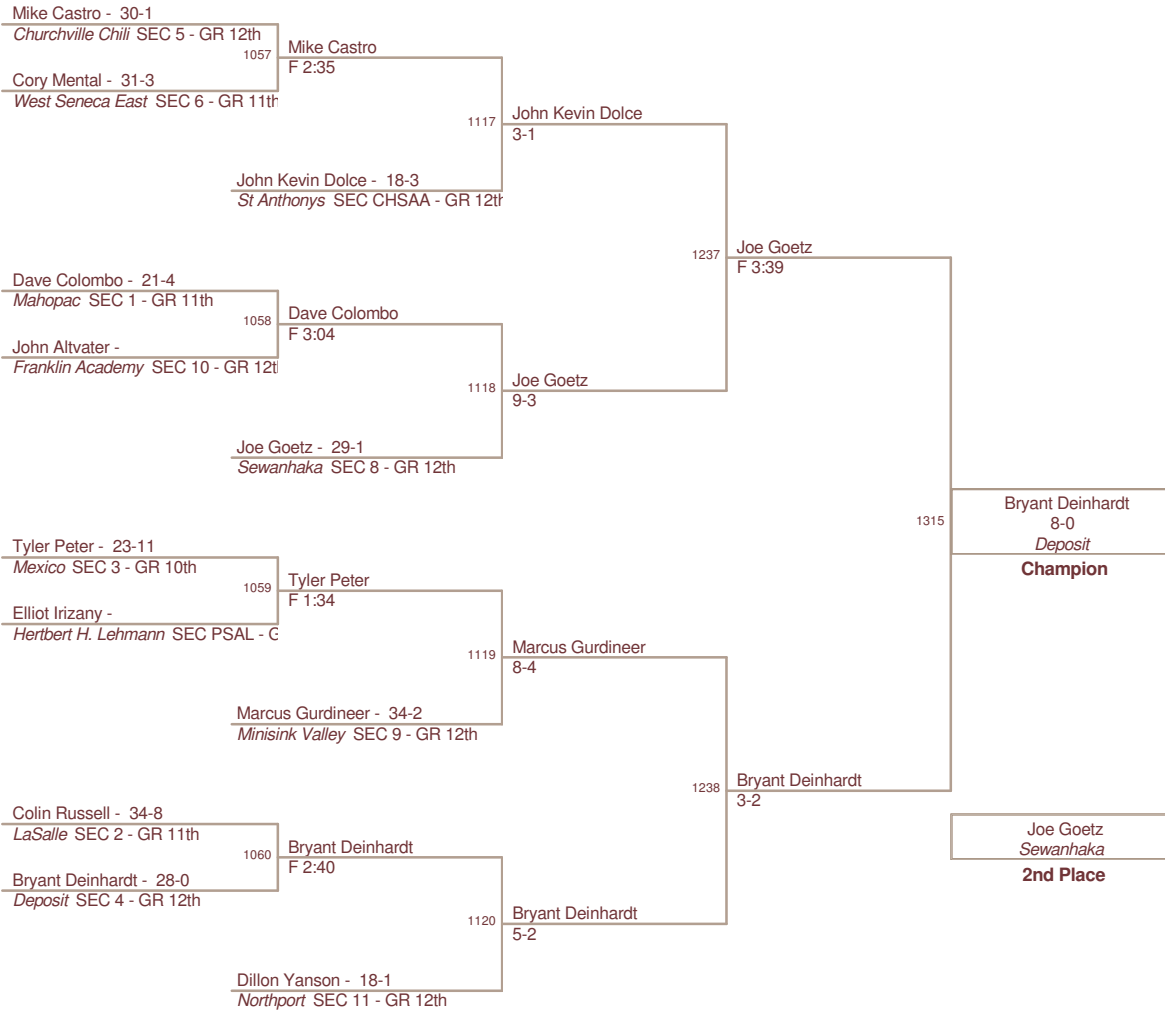 Mike Castro - 30-1
Churchville Chili SEC 5 - GR 12th
1057
Mike Castro
F 2:35
Cory Mental - 31-3
West Seneca East SEC 6 - GR 11th
1117
John Kevin Dolce
3-1
John Kevin Dolce - 18-3
St Anthonys SEC CHSAA - GR 12th
1237
Joe Goetz
F 3:39
Dave Colombo - 21-4
Mahopac SEC 1 - GR 11th
1058
Dave Colombo
F 3:04
John Altvater -
Franklin Academy SEC 10 - GR 12t
1118
Joe Goetz
9-3
Joe Goetz - 29-1
Sewanhaka SEC 8 - GR 12th
1315
Bryant Deinhardt
8-0
Deposit
Champion
Tyler Peter - 23-11
Mexico SEC 3 - GR 10th
1059
Tyler Peter
F 1:34
Elliot Irizany -
Hertbert H. Lehmann SEC PSAL - G
1119
Marcus Gurdineer
8-4
Marcus Gurdineer - 34-2
Minisink Valley SEC 9 - GR 12th
1238
Bryant Deinhardt
3-2
Colin Russell - 34-8
LaSalle SEC 2 - GR 11th
1060
Bryant Deinhardt
F 2:40
Bryant Deinhardt - 28-0
Deposit SEC 4 - GR 12th
1120
Bryant Deinhardt
5-2
Dillon Yanson - 18-1
Northport SEC 11 - GR 12th
Joe Goetz
Sewanhaka
2nd Place